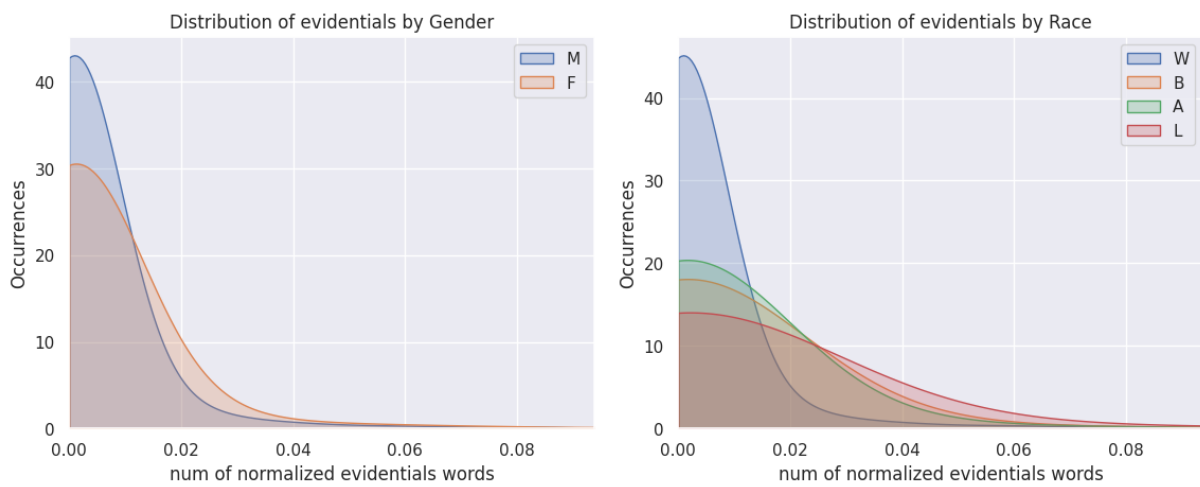 Distribution of evidentials by Gender
M
F
Occurrences
40
30
20
10
0
0.00 0.02 0.04 0.06 0.08
num of normalized evidentials words
Distribution of evidentials by Race
W
B
A
L
Occurrences
40
30
20
10
0
0.00 0.02 0.04 0.06 0.08
num of normalized evidentials words